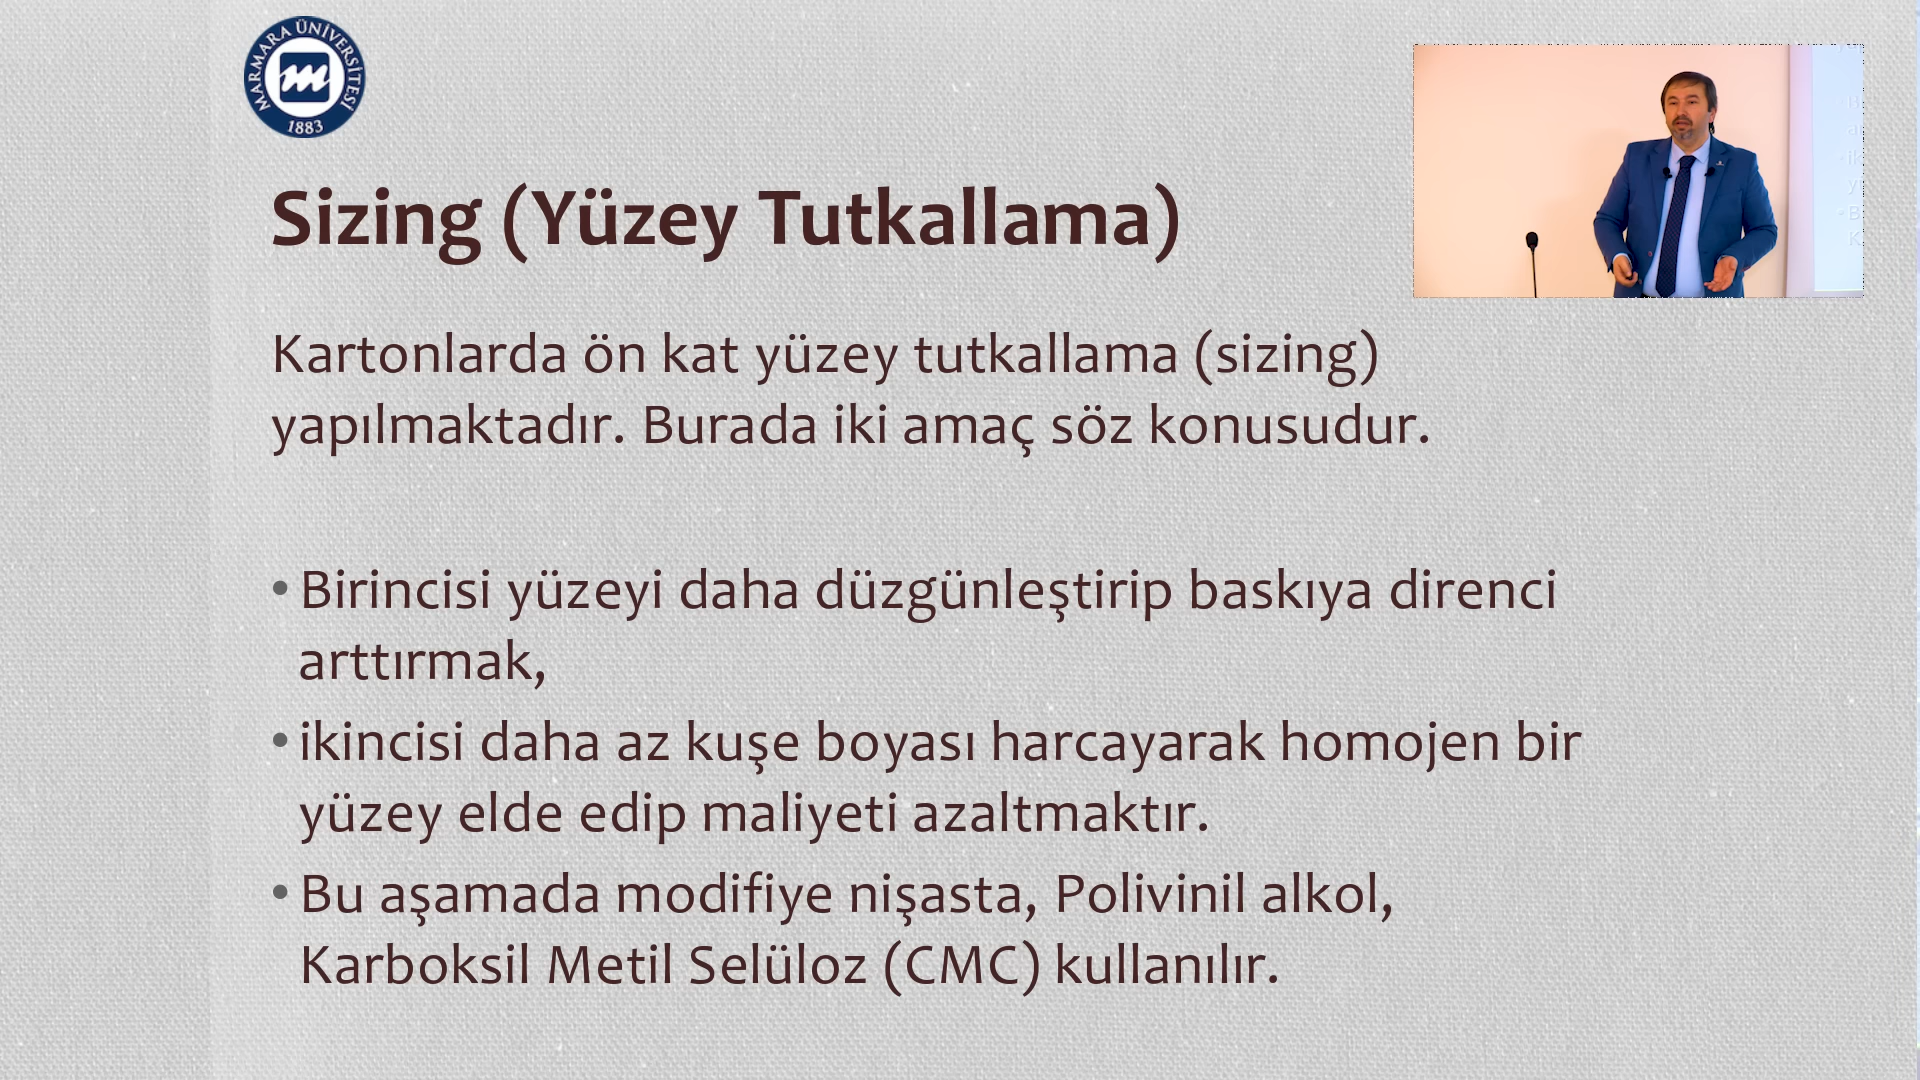 MARMARA ÜNİVERSİTESİ
1883
Sizing (Yüzey Tutkallama)
Kartonlarda ön kat yüzey tutkallama (sizing)
yapılmaktadır. Burada iki amaç söz konusudur.
• Birincisi yüzeyi daha düzgünleştirip baskıya direnci
arttırmak,
• ikincisi daha az kuşe boyası harcayarak homojen bir
yüzey elde edip maliyeti azaltmaktır.
• Bu aşamada modifiye nişasta, Polivinil alkol,
Karboksil Metil Selüloz (CMC) kullanılır.